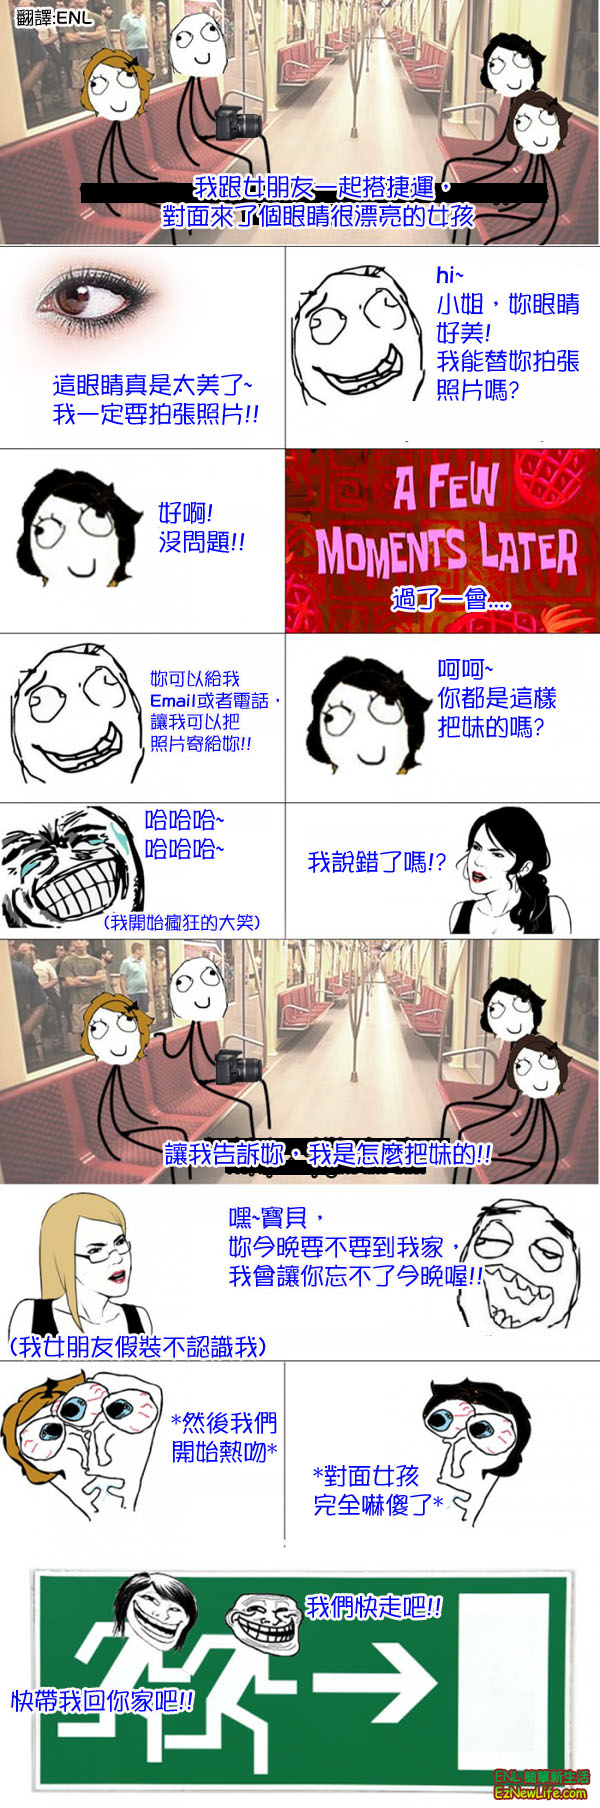 翻譯:ENL
我跟女朋友一起搭捷運，
對面來了個眼睛很漂亮的女孩
這眼睛真是太美了~
我一定要拍張照片!!
hi~
小姐，妳眼睛
好美!
我能替妳拍張
照片嗎?
好啊!
沒問題!!
A FEW
MOMENTS LATER
過了一會....
妳可以給我
Email或者電話，
讓我可以把
照片寄給妳!!
呵呵~
你都是這樣
把妹的嗎?
哈哈哈~
哈哈哈~
(我開始瘋狂的大笑)
我說錯了嗎!?
讓我告訴妳，我是怎麼把妹的!!
嘿~寶貝，
妳今晚要不要到我家，
我會讓你忘不了今晚喔!!
(我女朋友假裝不認識我)
*然後我們
開始熱吻*
*對面女孩
完全嚇傻了*
我們快走吧!!
快帶我回你家吧!!
ENL 簡單新生活
EzNewLife.com